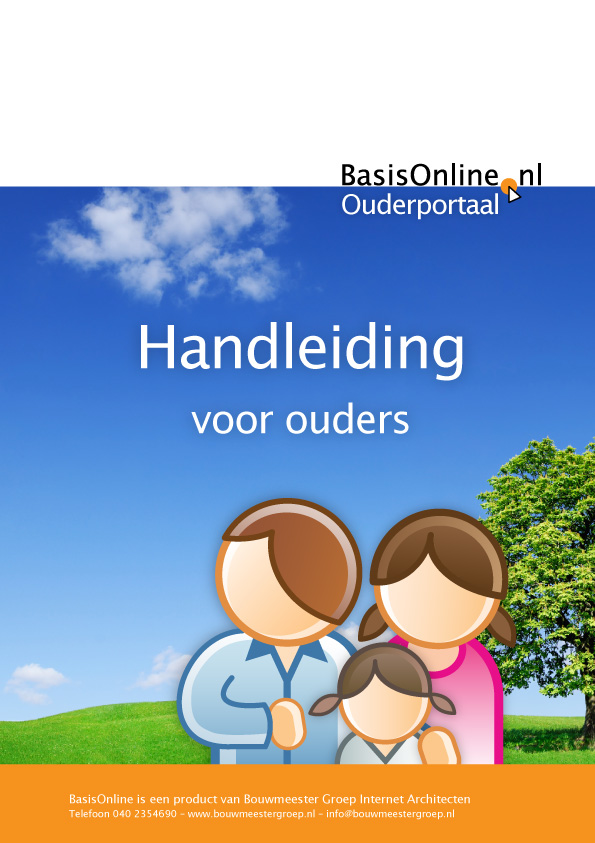 BasisOnline.nl
Ouderportaal
Handleiding
voor ouders
BasisOnline is een product van Bouwmeester Groep Internet Architecten
Telefoon 040 2354690 – www.bouwmeestergroep.nl – info@bouwmeestergroep.nl